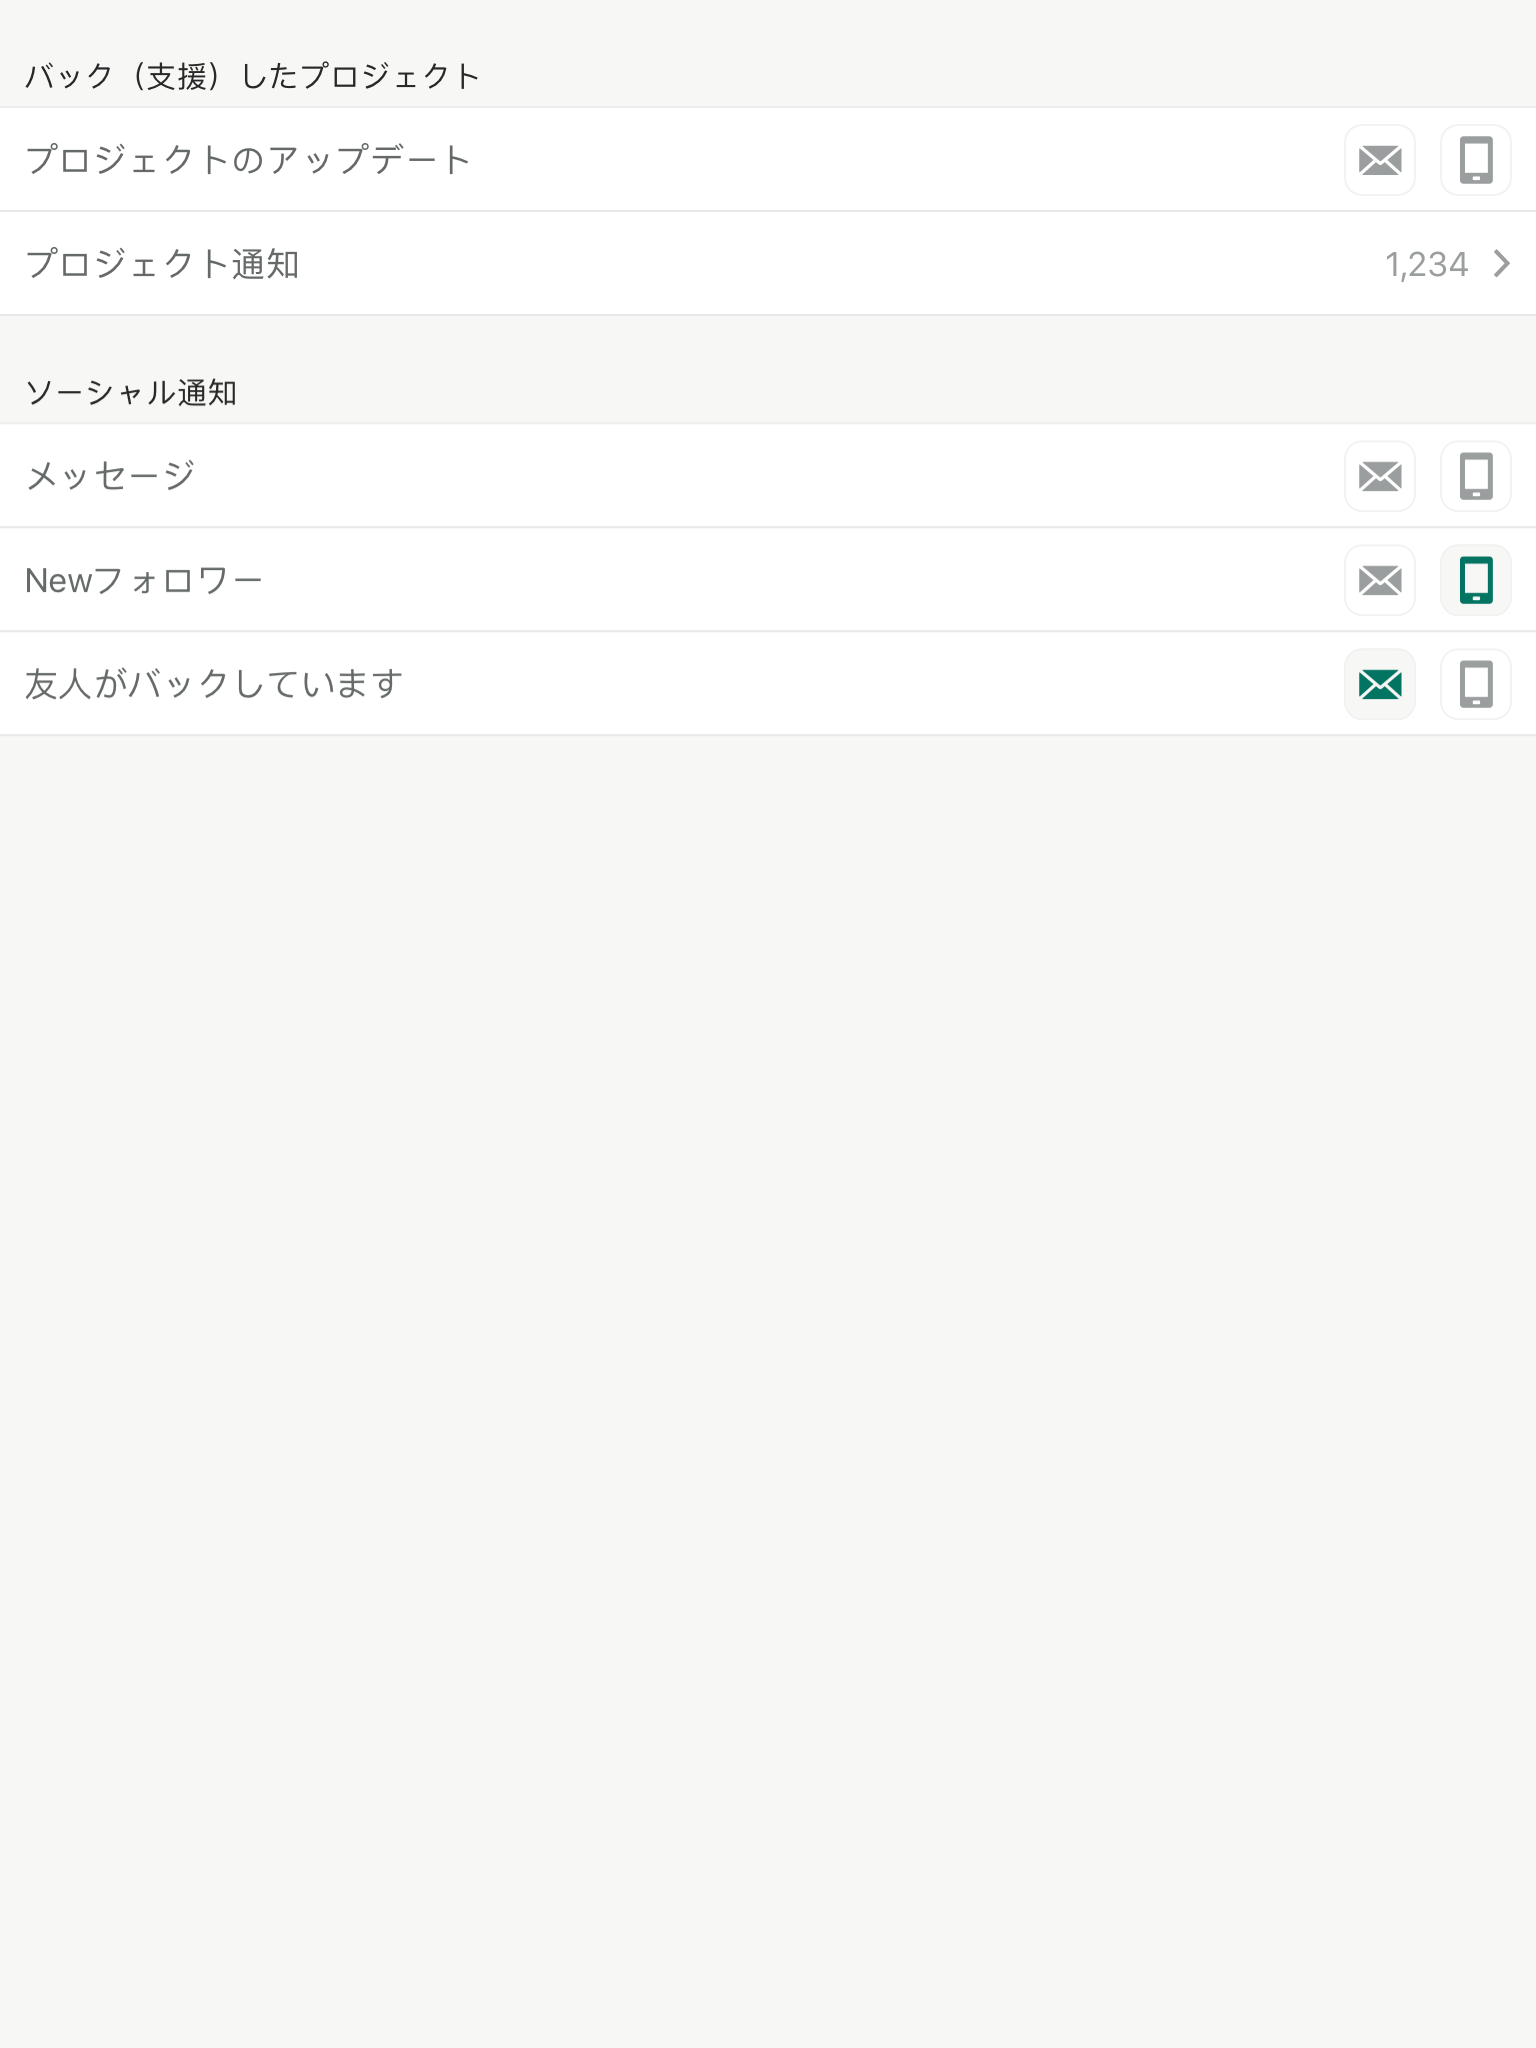 バック（支援）したプロジェクト
プロジェクトのアップデート
プロジェクト通知
1,234
ソーシャル通知
メッセージ
Newフォロワー
友人がバックしています